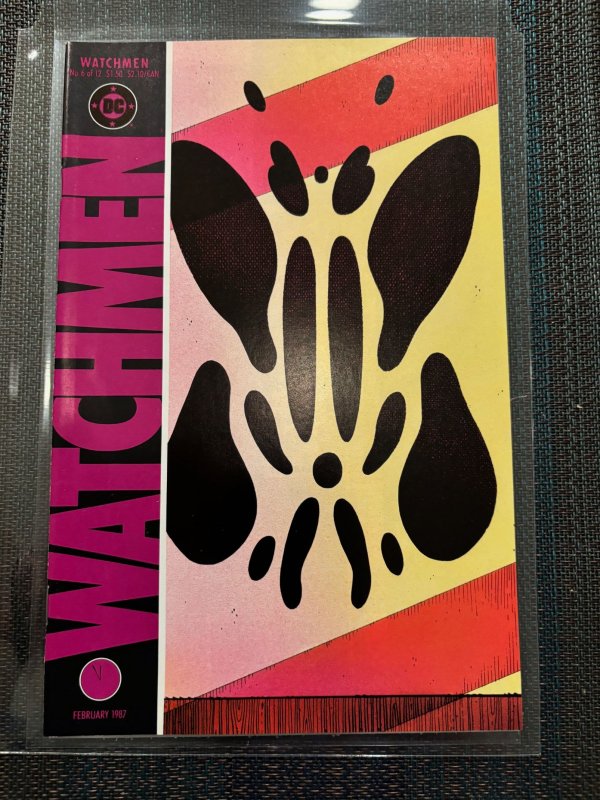 WATCHMEN
No 6 of 12 $1.50 $2.10/CAN.
DC
WATCHMEN
FEBRUARY 1987